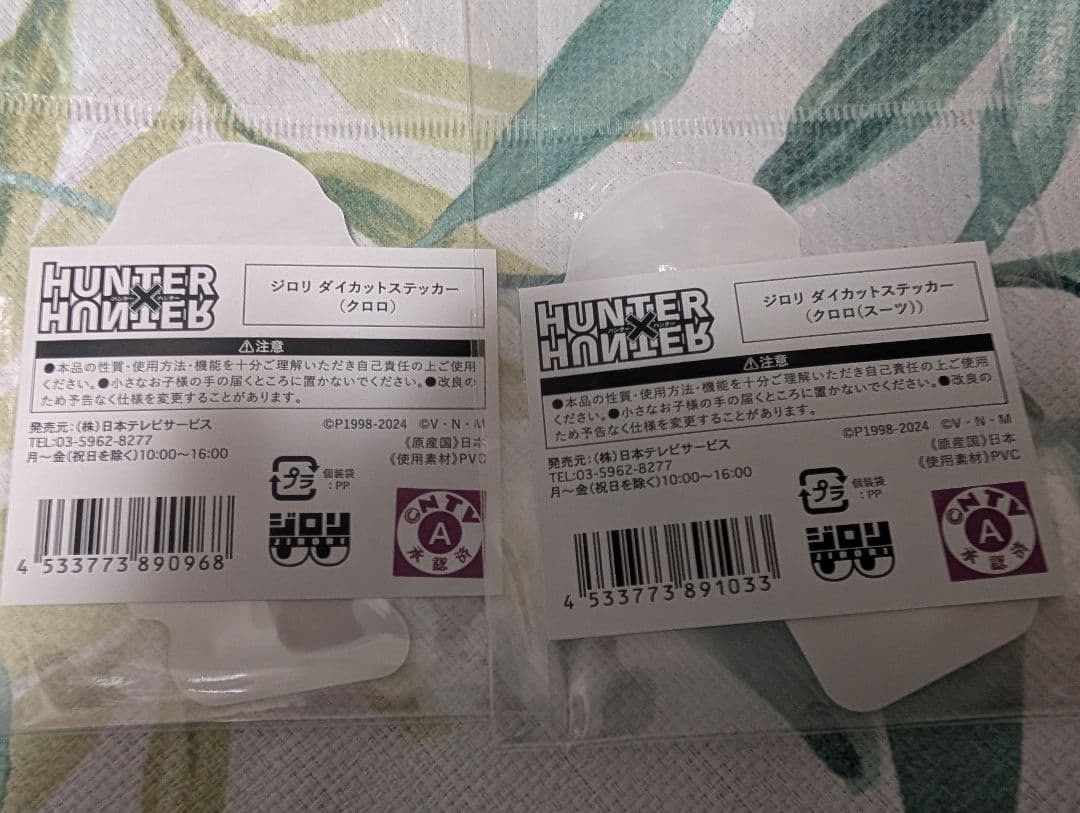 HUNTER
ハンター×ハンター
HUNTER
ジロリ ダイカットステッカー
(クロロ)
⚠注意
●本品の性質・使用方法・機能を十分ご理解いただき自己責任の上ご使用
ください。●小さなお子様の手の届くところに置かないでください。●改良の
ため予告なく仕様を変更することがあります。
©P1998-2024 ©V・N・M
発売元:(株)日本テレビサービス
TEL:03-5962-8277
月～金(祝日を除く)10:00～16:00
《原産国》日本
《使用素材》PVC
プラ
個装袋
:PP
ジロリ
JIRORI
CNTV
A
承認済
4 533773 890968
HUNTER
ハンター×ハンター
HUNTER
ジロリ ダイカットステッカー
(クロロ(スーツ))
⚠注意
●本品の性質・使用方法・機能を十分ご理解いただき自己責任の上ご使用
ください。●小さなお子様の手の届くところに置かないでください。●改良の
ため予告なく仕様を変更することがあります。
©P1998-2024 ©V・N・M
発売元:(株)日本テレビサービス
TEL:03-5962-8277
月～金(祝日を除く)10:00～16:00
《原産国》日本
《使用素材》PVC
プラ
個装袋
:PP
ジロリ
JIRORI
CNTV
A
承認済
4 533773 891033